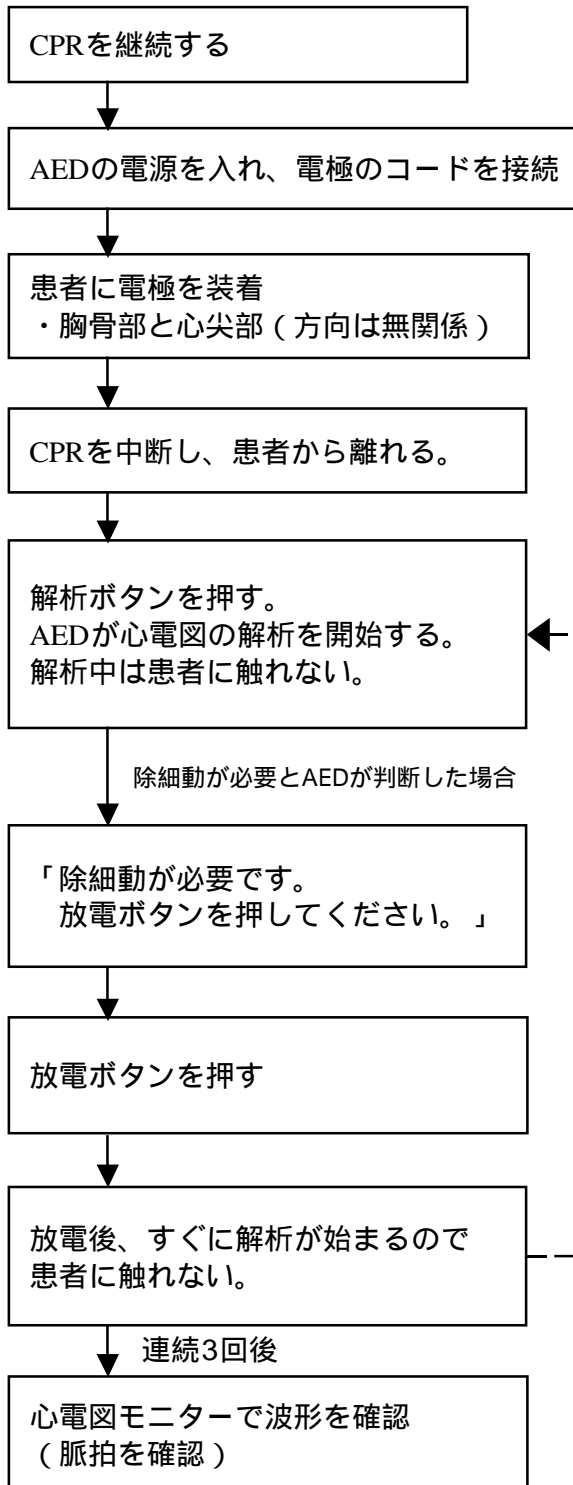 CPRを継続する
AEDの電源を入れ、電極のコードを接続
患者に電極を装着
・胸骨部と心尖部（方向は無関係）
CPRを中断し、患者から離れる。
解析ボタンを押す。
AEDが心電図の解析を開始する。
解析中は患者に触れない。
除細動が必要とAEDが判断した場合
「除細動が必要です。
放電ボタンを押してください。」
放電ボタンを押す
放電後、すぐに解析が始まるので
患者に触れない。
連続3回後
心電図モニターで波形を確認
（脈拍を確認）